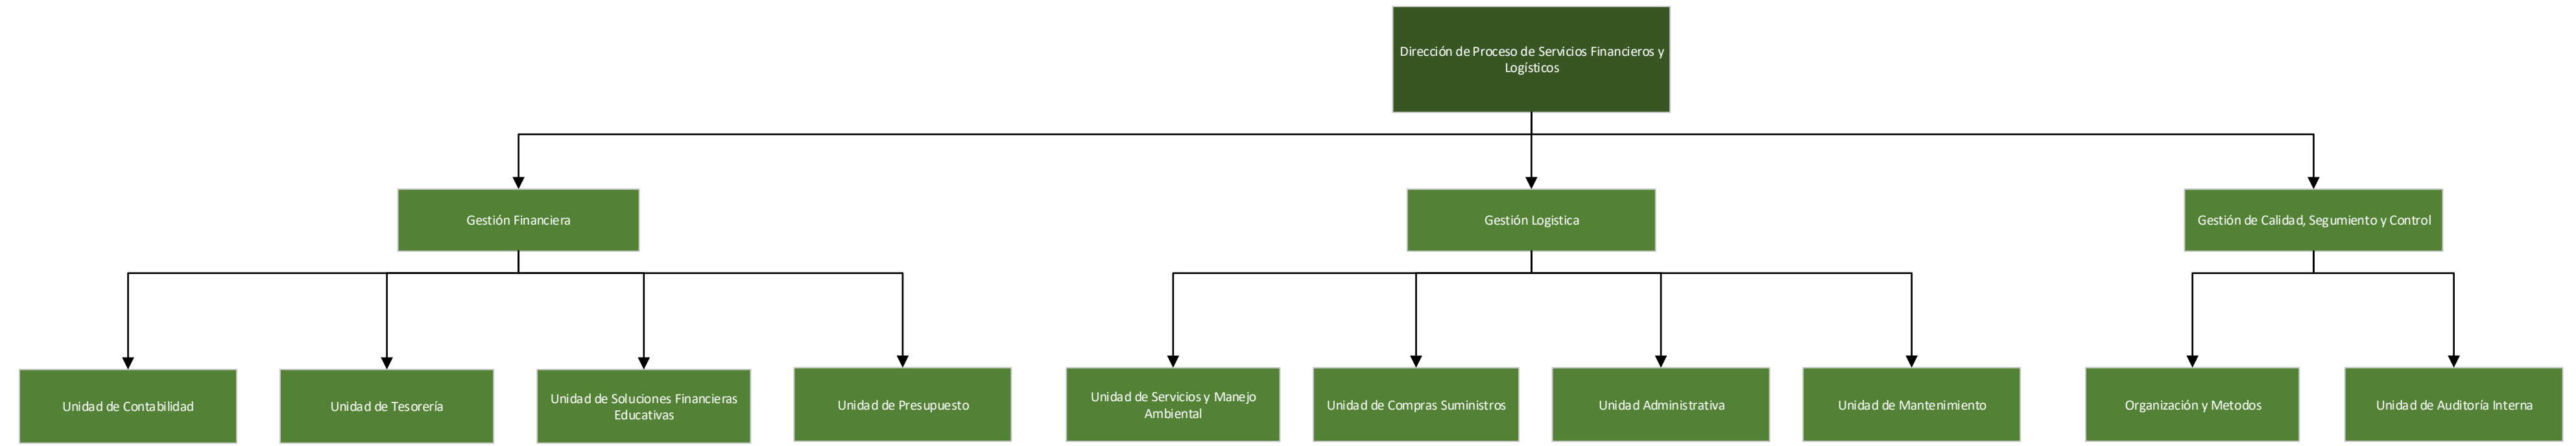 Dirección de Proceso de Servicios Financieros y
Logísticos
Gestión Financiera
Gestión Logistica
Gestión de Calidad, Segumiento y Control
Unidad de Contabilidad
Unidad de Tesorería
Unidad de Soluciones Financieras
Educativas
Unidad de Presupuesto
Unidad de Servicios y Manejo
Ambiental
Unidad de Compras Suministros
Unidad Administrativa
Unidad de Mantenimiento
Organización y Metodos
Unidad de Auditoría Interna